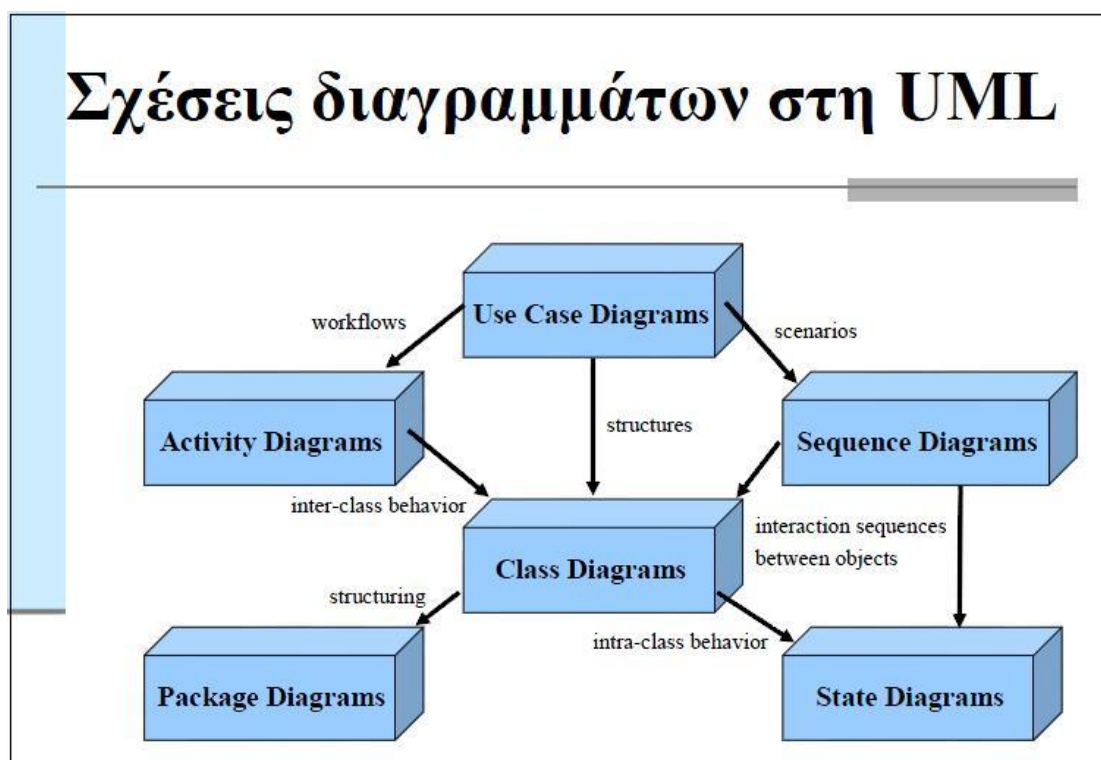 Σχέσεις διαγραμμάτων στη UML
Use Case Diagrams
workflows
scenarios
Activity Diagrams
structures
Sequence Diagrams
inter-class behavior
interaction sequences
between objects
Class Diagrams
structuring
intra-class behavior
Package Diagrams
State Diagrams